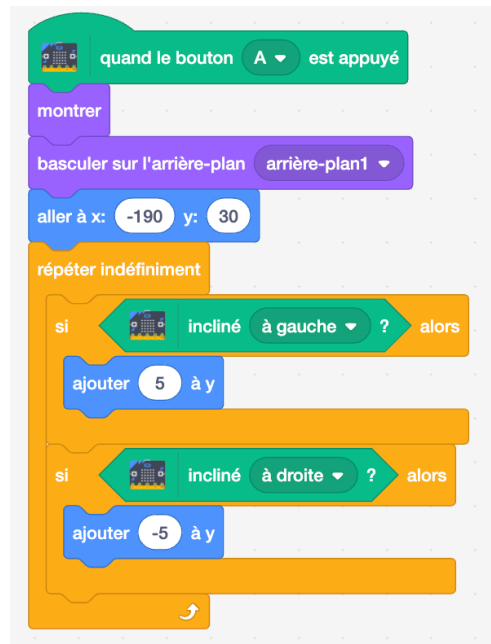 quand le bouton A est appuyé
montrer
basculer sur l'arrière-plan arrière-plan1
aller à x: -190 y: 30
répéter indéfiniment
si incliné à gauche ? alors
ajouter 5 à y
si incliné à droite ? alors
ajouter -5 à y